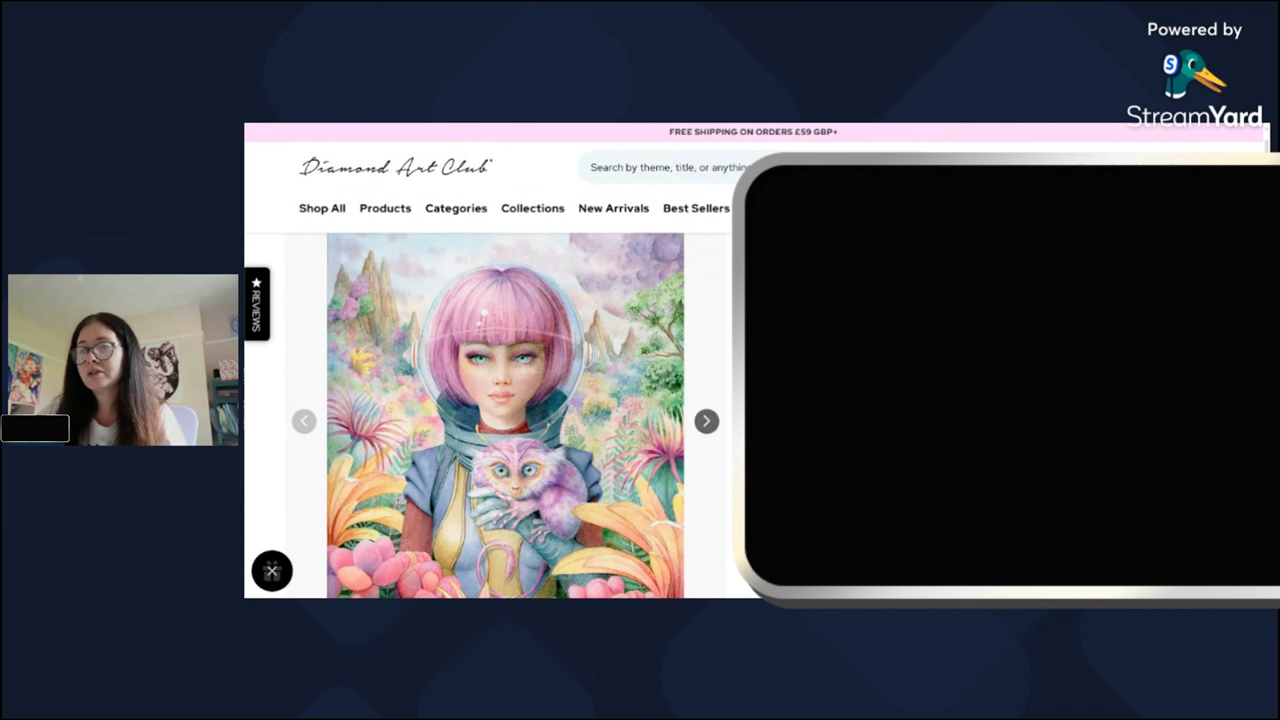 Powered by
S
StreamYard
FREE SHIPPING ON ORDERS £59 GBP+
Diamond Art Club
Search by theme, title, or anythin
Shop All Products Categories Collections New Arrivals Best Sellers
★ REVIEWS